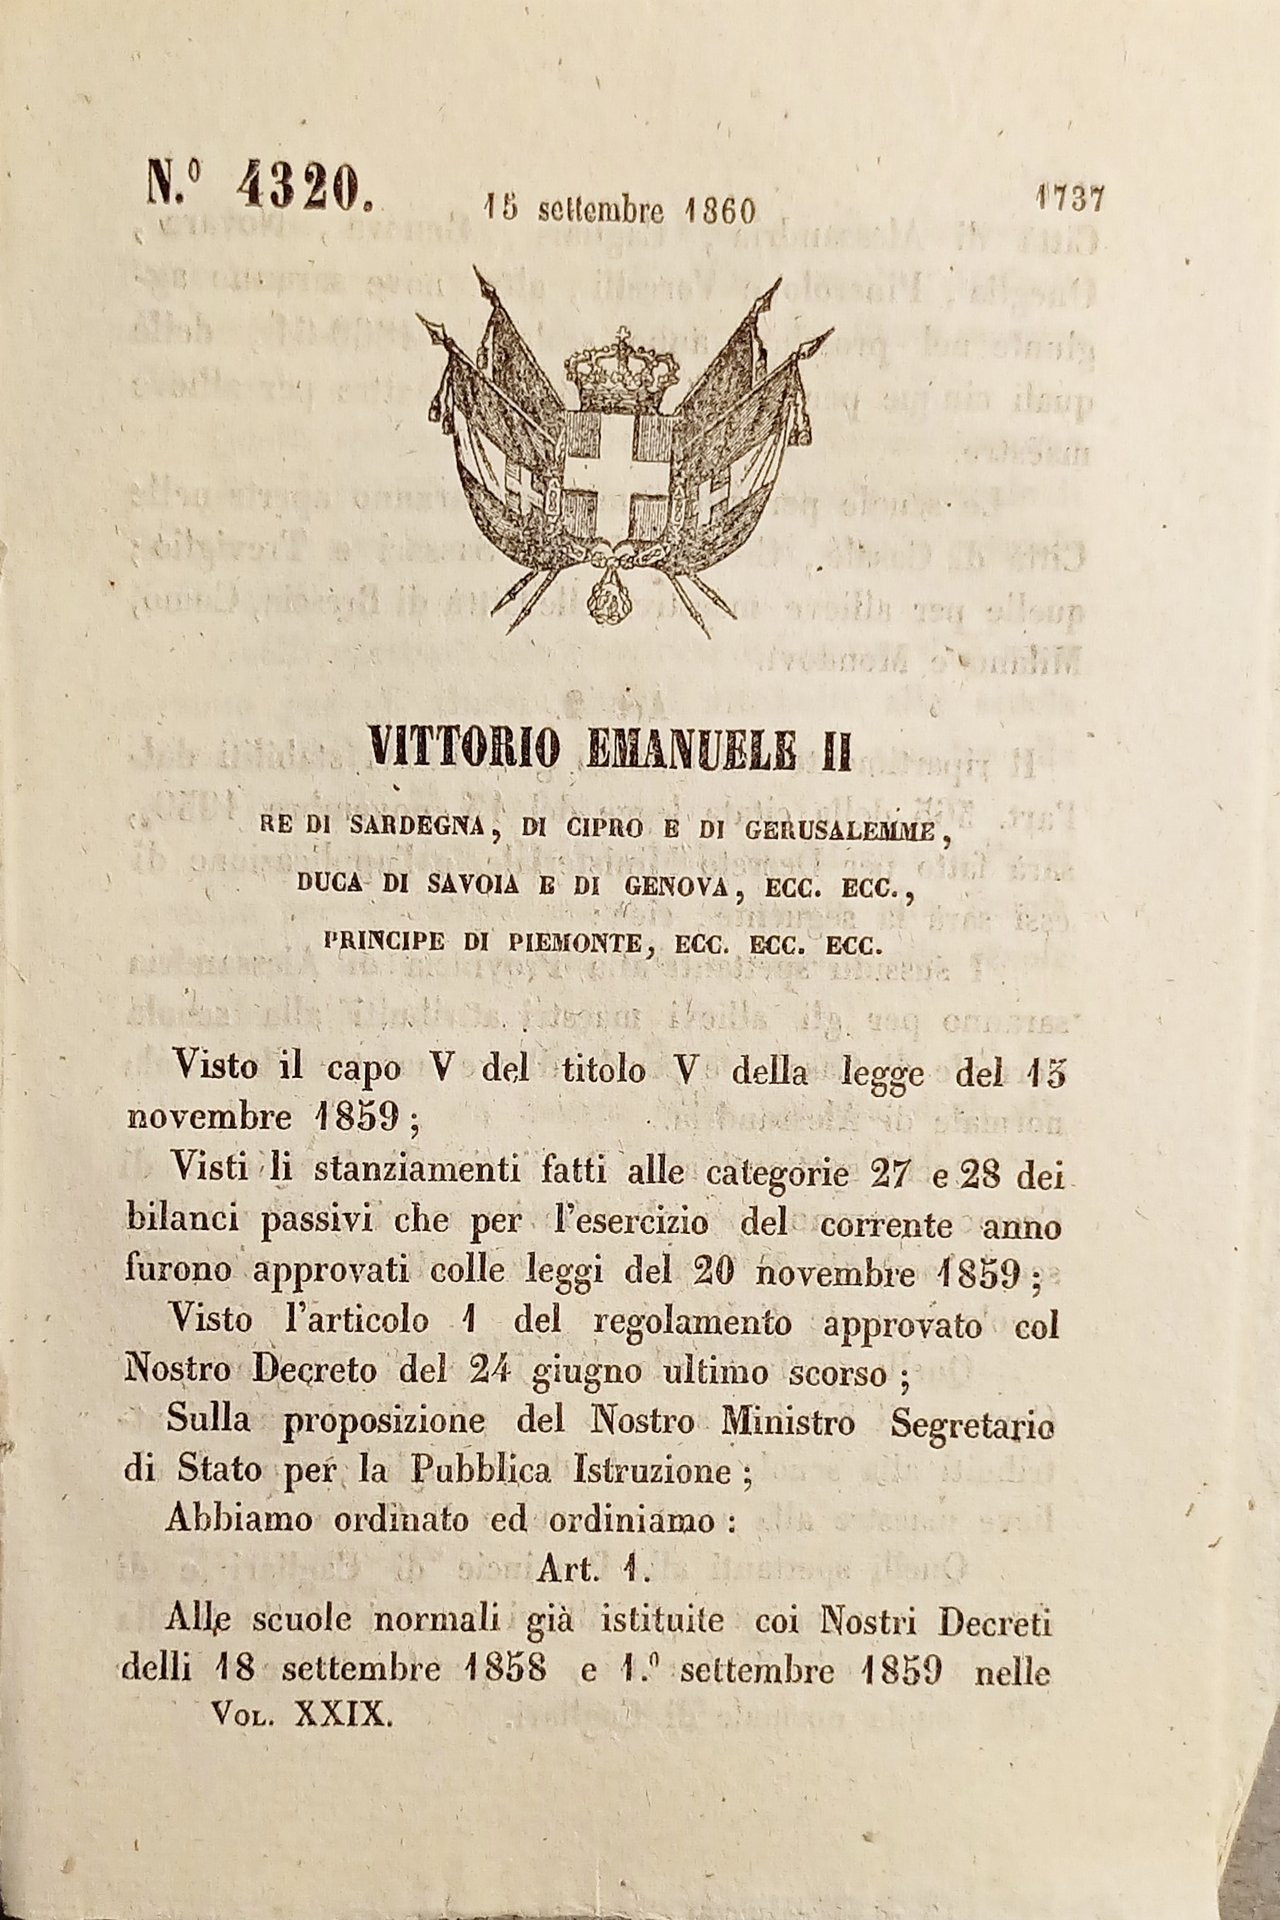 N.º 4320.
15 settembre 1860
1737
VITTORIO EMANUELE II
RE DI SARDEGNA, DI CIPRO E DI GERUSALEMME,
DUCA DI SAVOIA E DI GENOVA, ECC. ECC.,
PRINCIPE DI PIEMONTE, ECC. ECC. ECC.
Visto il capo V del titolo V della legge del 13
novembre 1859;
Visti li stanziamenti fatti alle categorie 27 e 28 dei
bilanci passivi che per l'esercizio del corrente anno
furono approvati colle leggi del 20 novembre 1859;
Visto l'articolo 1 del regolamento approvato col
Nostro Decreto del 24 giugno ultimo scorso;
Sulla proposizione del Nostro Ministro Segretario
di Stato per la Pubblica Istruzione;
Abbiamo ordinato ed ordiniamo:
Art. 1.
Alle scuole normali già istituite coi Nostri Decreti
delli 18 settembre 1858 e 1.º settembre 1859 nelle
VOL. XXIX.